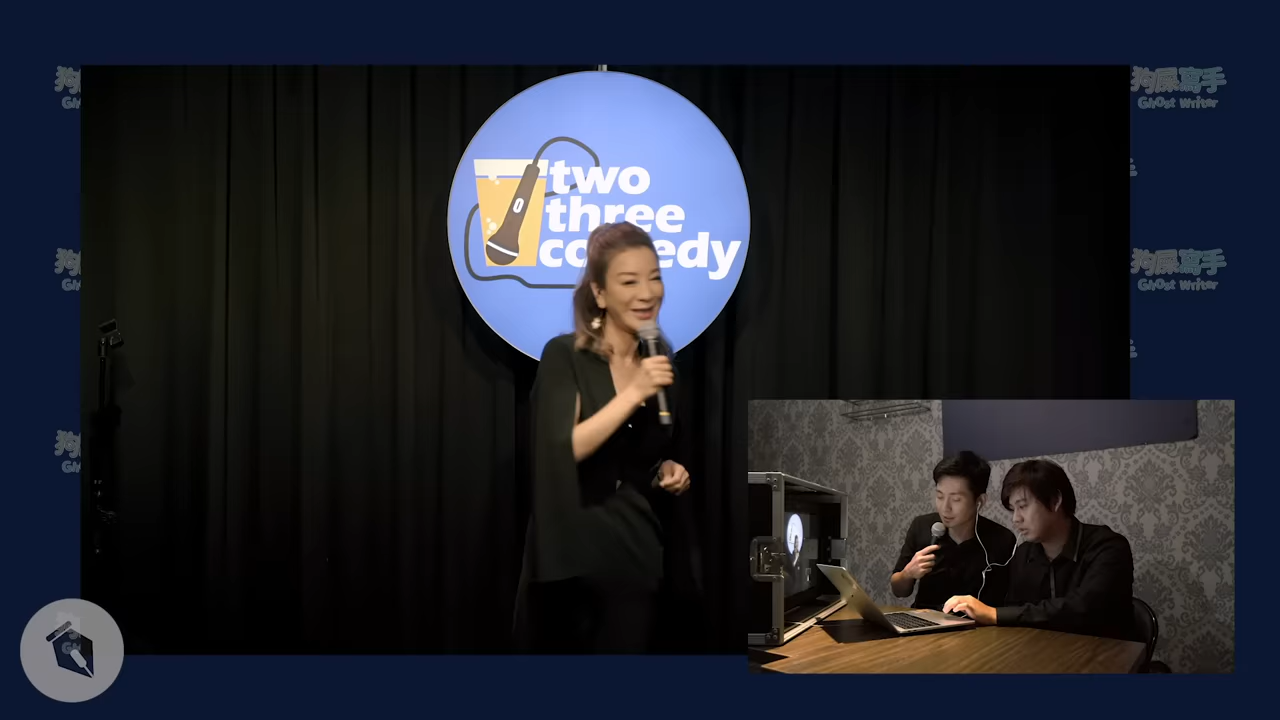 two
three
comedy
狗屎寫手
Ghost Writer
狗屎寫手
Ghost Writer